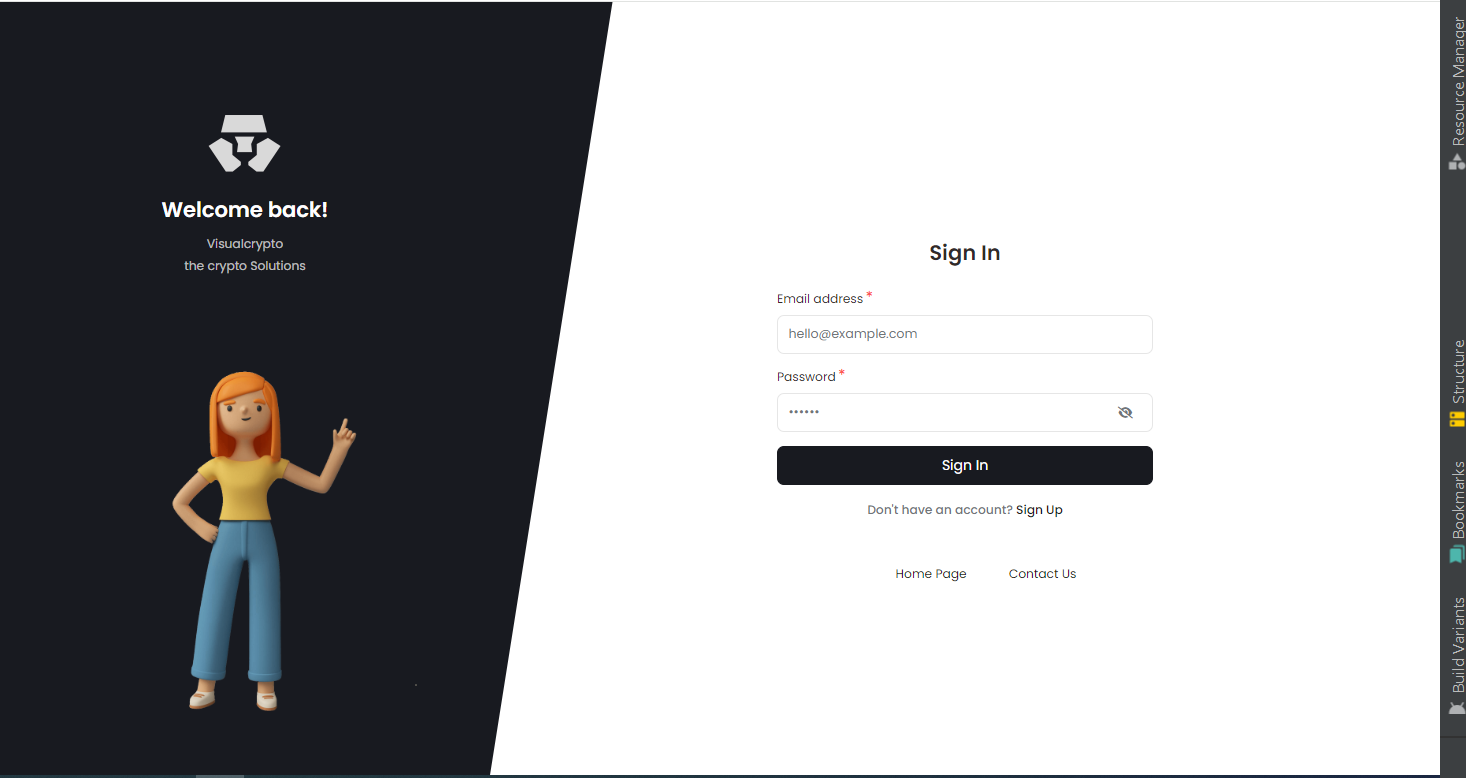 Welcome back!
Visualcrypto
the crypto Solutions
Sign In
Email address *
hello@example.com
Password *
••••••
Sign In
Don't have an account? Sign Up
Home Page Contact Us
Resource Manager
Structure
Bookmarks
Build Variants